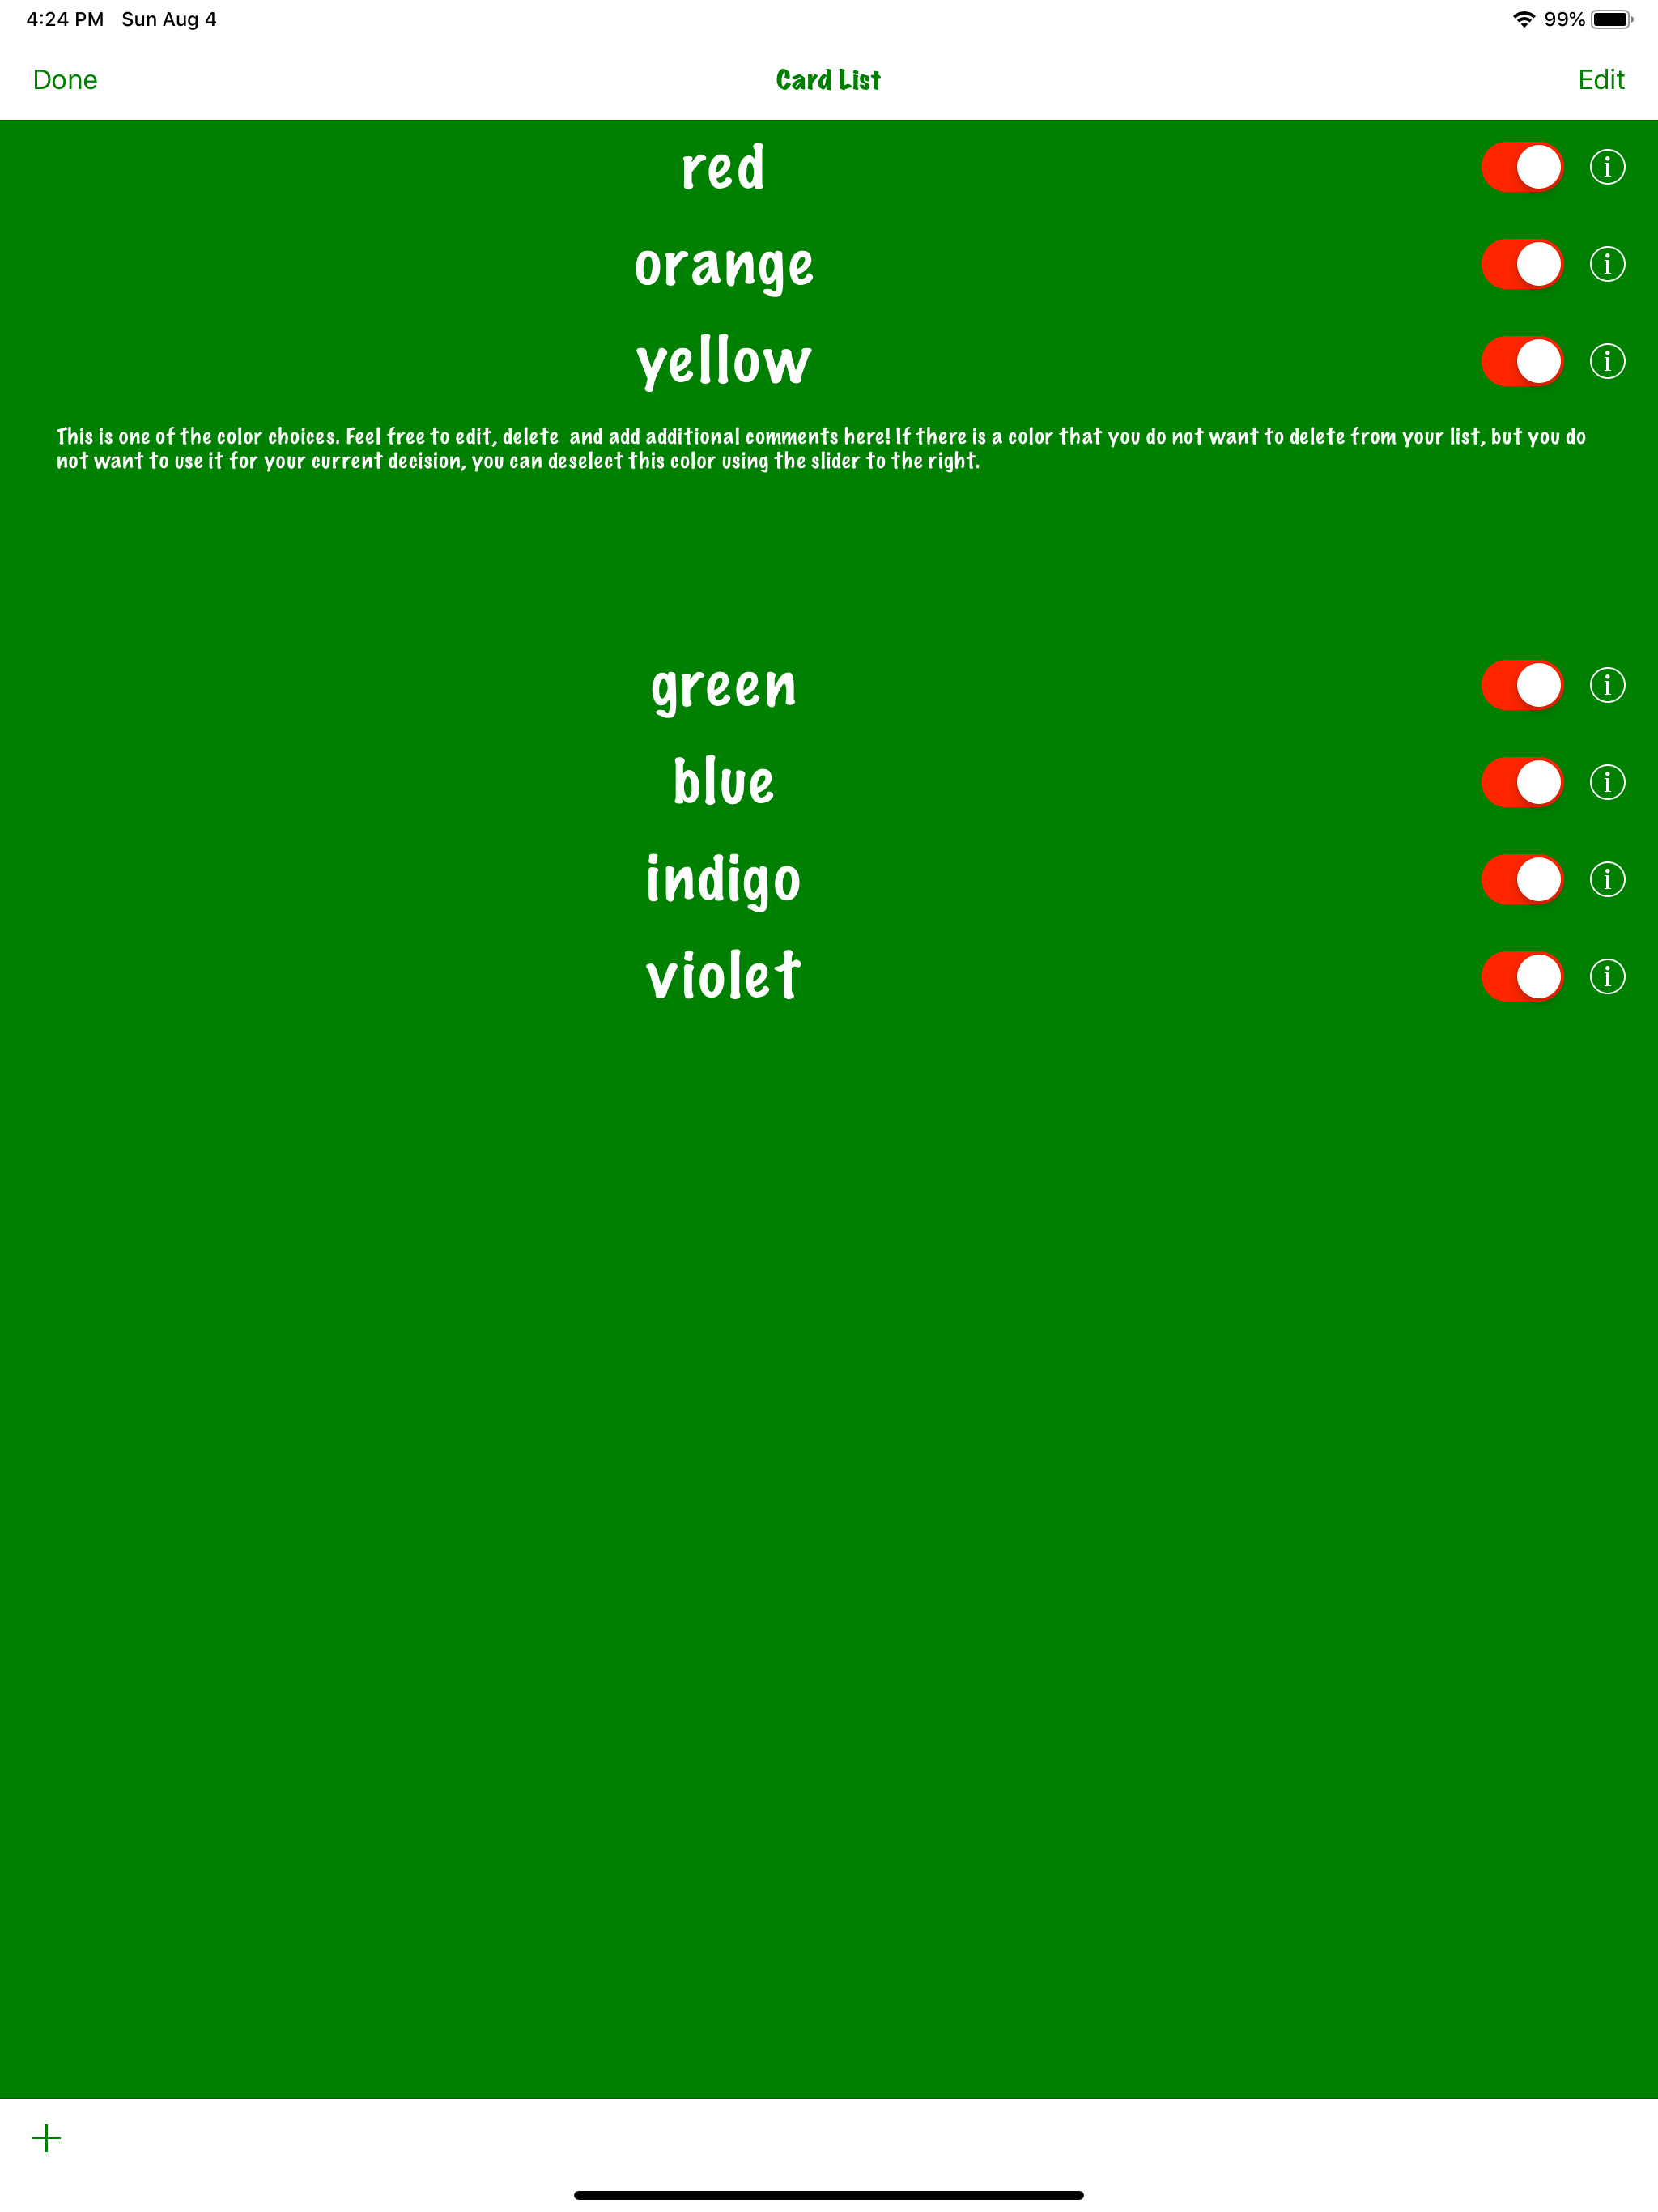 4:24 PM Sun Aug 4 99%
Done Card List Edit
red
orange
yellow
This is one of the color choices. Feel free to edit, delete  and add additional comments here! If there is a color that you do not want to delete from your list, but you do
not want to use it for your current decision, you can deselect this color using the slider to the right.
green
blue
indigo
violet